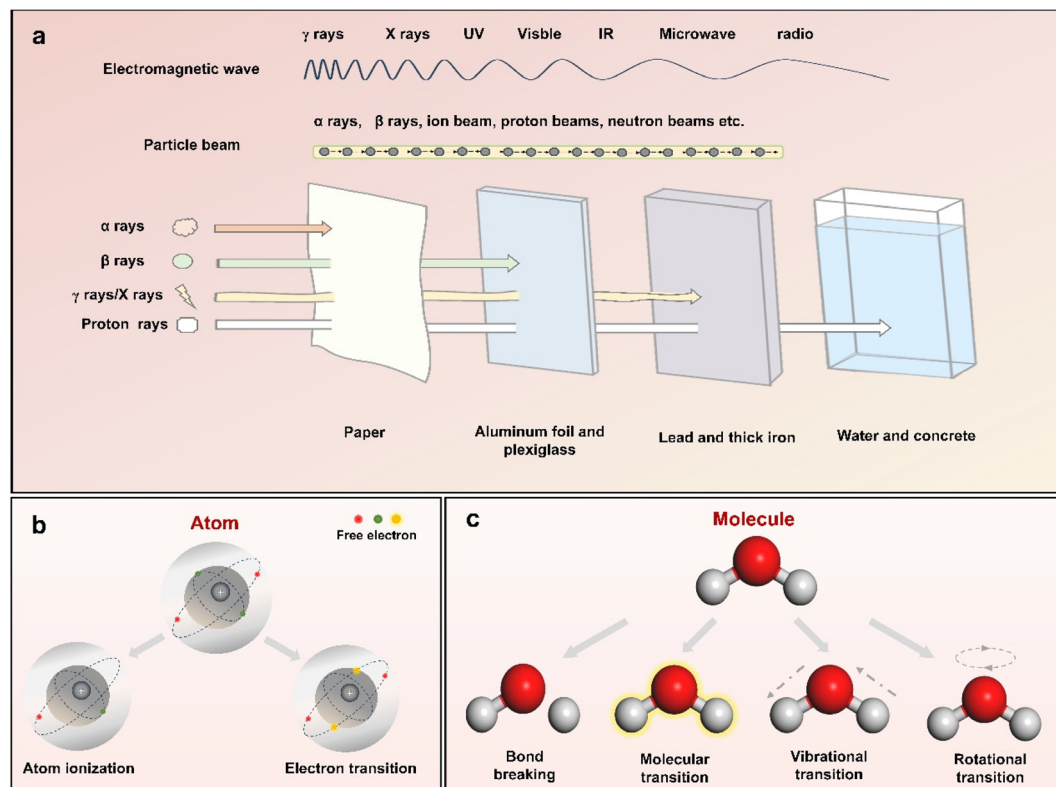 a
γ rays X rays UV Visble IR Microwave radio
Electromagnetic wave
α rays, β rays, ion beam, proton beams, neutron beams etc.
Particle beam
α rays
β rays
γ rays/X rays
Proton rays
Paper
Aluminum foil and
plexiglass
Lead and thick iron
Water and concrete
b
Atom
Free electron
+
+
+
Atom ionization
Electron transition
c
Molecule
Bond
breaking
Molecular
transition
Vibrational
transition
Rotational
transition